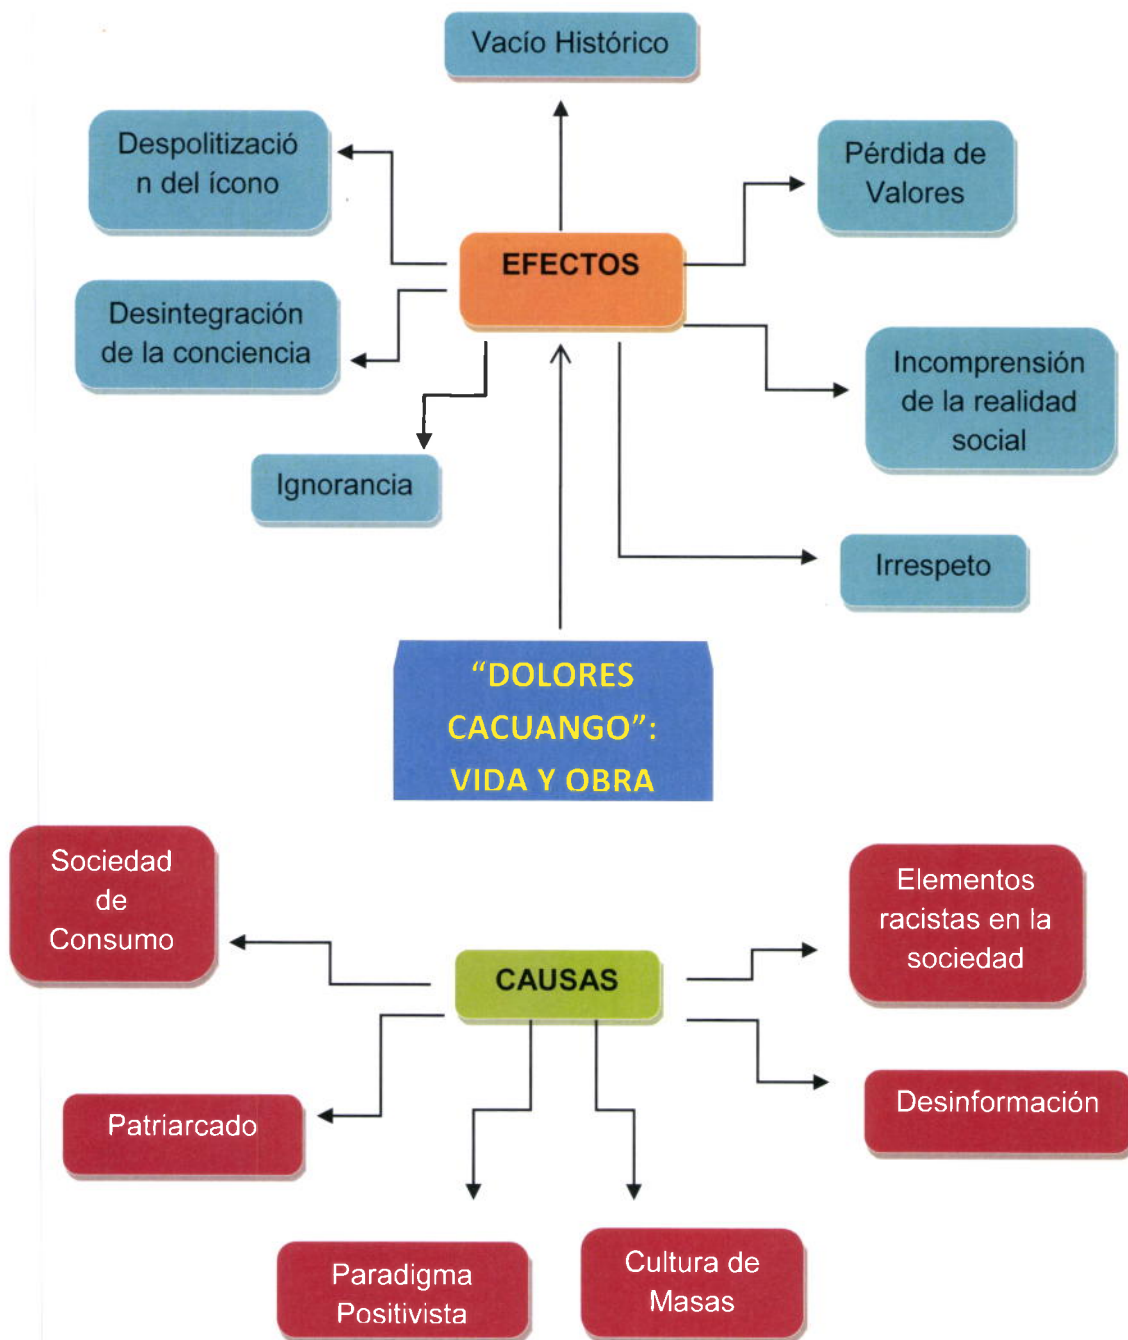 Vacío Histórico
Despolitizació
n del ícono
Pérdida de
Valores
EFECTOS
Desintegración
de la conciencia
Incomprensión
de la realidad
social
Ignorancia
Irrespeto
“DOLORES
CACUANGO”:
VIDA Y OBRA
Sociedad
de
Consumo
Elementos
racistas en la
sociedad
CAUSAS
Patriarcado
Desinformación
Paradigma
Positivista
Cultura de
Masas